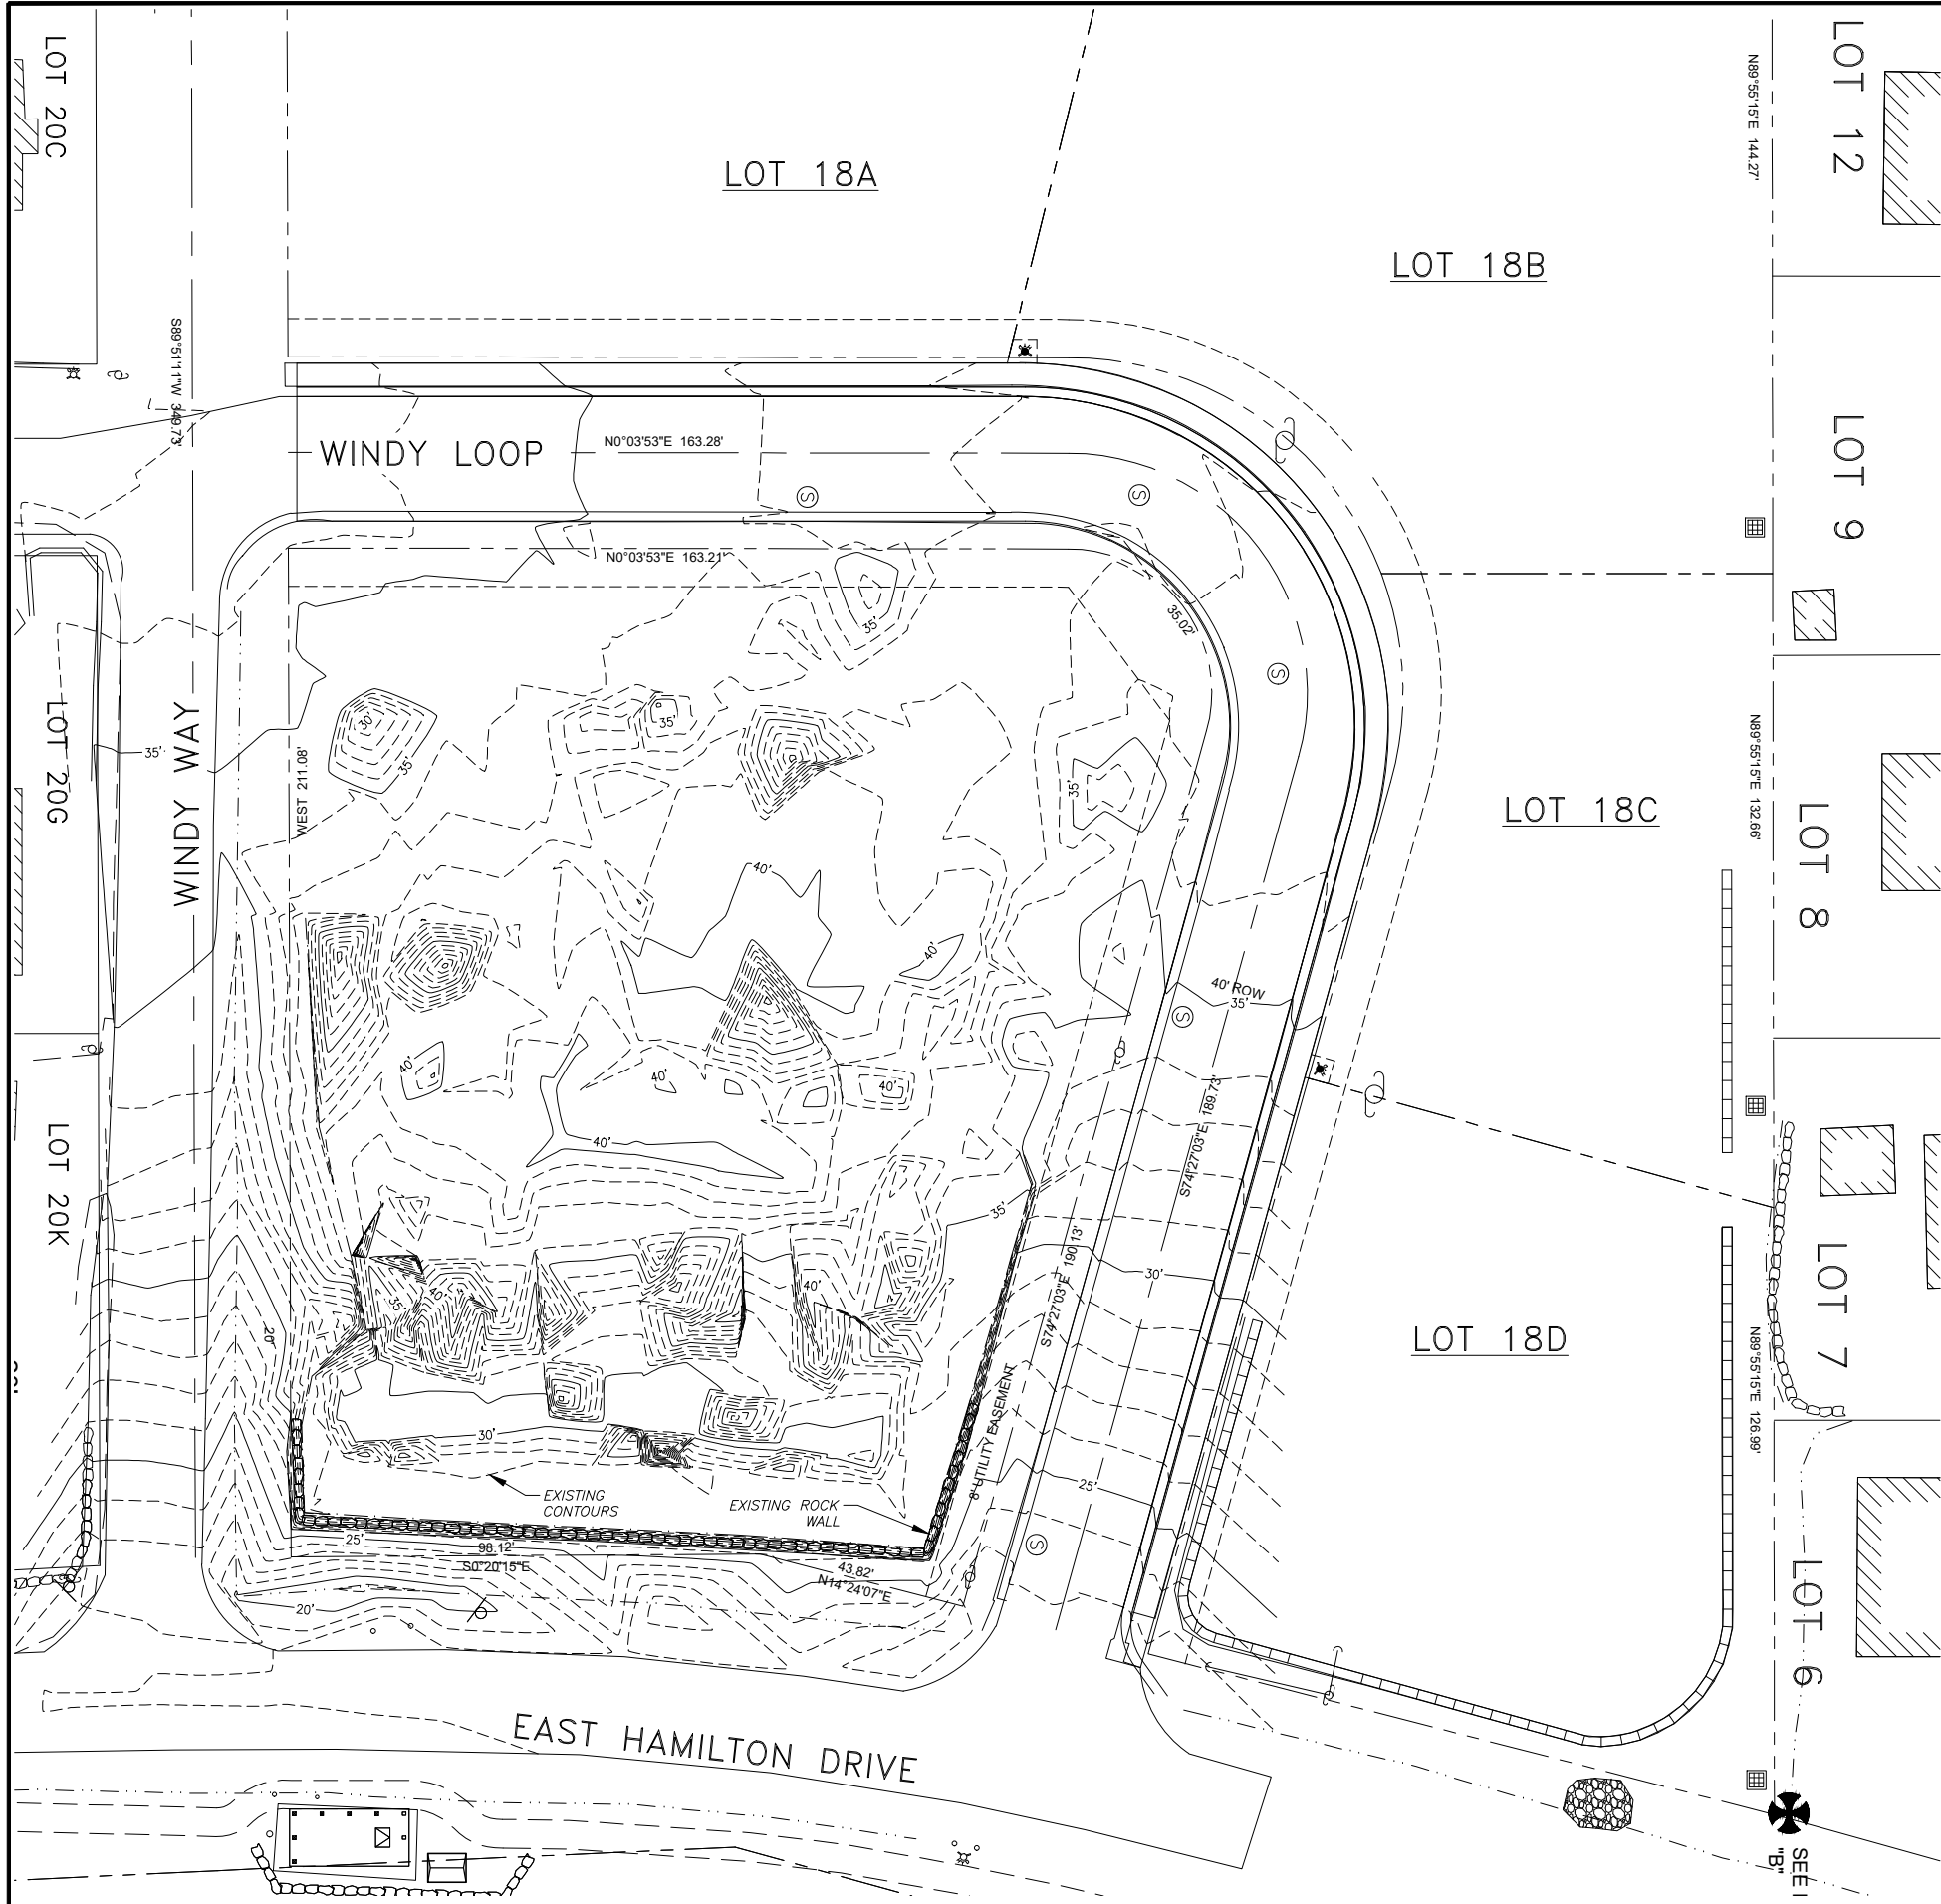 LOT 20C
LOT 18A
LOT 18B
LOT 12
N89°55'15"E 144.27'
S89°51'11"W 349.73'
WINDY LOOP
N0°03'53"E 163.28'
N0°03'53"E 163.21'
LOT 9
35'
35.02'
LOT 20G
35'
WINDY WAY
WEST 211.08'
30'
35'
35'
35'
LOT 18C
N89°55'15"E 132.66'
LOT 8
40'
40'
40' ROW
35'
40'
40'
40'
40'
S74°27'03"E 189.73'
LOT 20K
35'
S74°27'03"E 190.13'
30'
40'
40'
35'
20'
LOT 18D
LOT 7
N89°55'15"E 126.99'
30'
8' UTILITY EASEMENT
25'
EXISTING
CONTOURS
EXISTING ROCK
WALL
25'
98.12'
S0°20'15"E
43.82'
N14°24'07"E
20'
LOT 6
EAST HAMILTON DRIVE
SEE
"B"
S
S
S
S
S